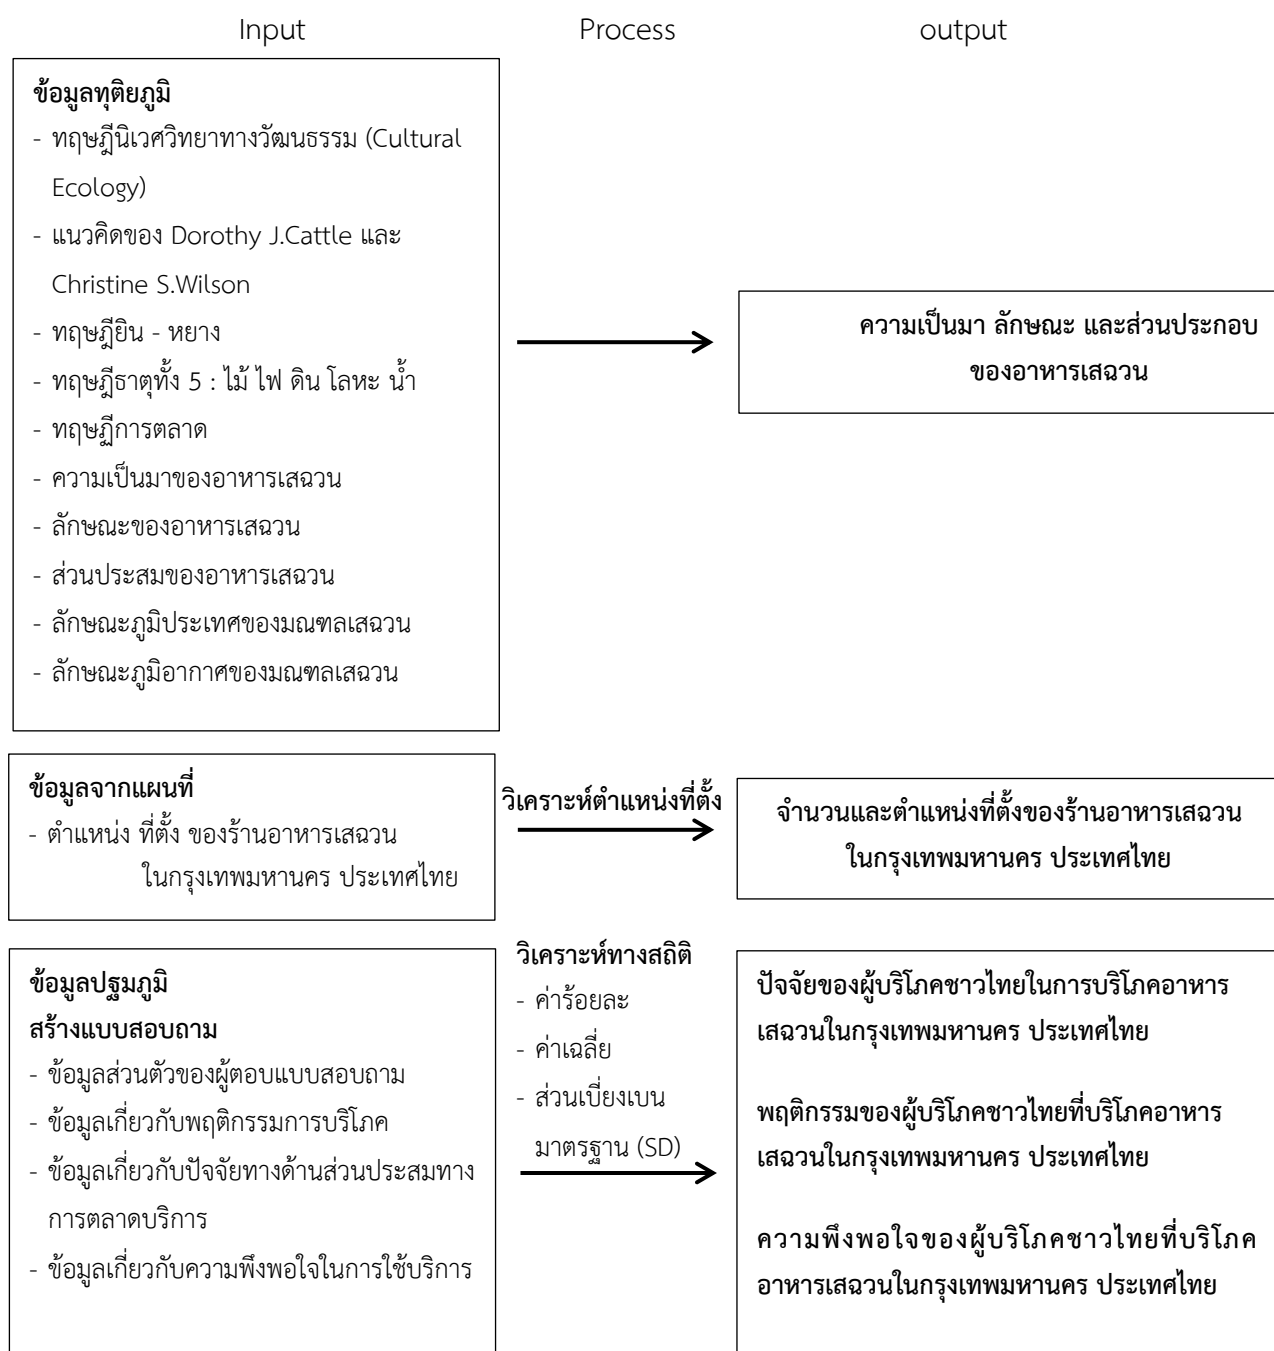 Input
Process
output
ข้อมูลทุติยภูมิ
- ทฤษฎีนิเวศวิทยาทางวัฒนธรรม (Cultural
Ecology)
- แนวคิดของ Dorothy J.Cattle และ
Christine S.Wilson
- ทฤษฎียิน - หยาง
- ทฤษฎีธาตุทั้ง 5 : ไม้ ไฟ ดิน โลหะ น้ำ
- ทฤษฏีการตลาด
- ความเป็นมาของอาหารเสฉวน
- ลักษณะของอาหารเสฉวน
- ส่วนประสมของอาหารเสฉวน
- ลักษณะภูมิประเทศของมณฑลเสฉวน
- ลักษณะภูมิอากาศของมณฑลเสฉวน
ความเป็นมา ลักษณะ และส่วนประกอบ
ของอาหารเสฉวน
ข้อมูลจากแผนที่
- ตำแหน่ง ที่ตั้ง ของร้านอาหารเสฉวน
ในกรุงเทพมหานคร ประเทศไทย
วิเคราะห์ตำแหน่งที่ตั้ง
จำนวนและตำแหน่งที่ตั้งของร้านอาหารเสฉวน
ในกรุงเทพมหานคร ประเทศไทย
ข้อมูลปฐมภูมิ
สร้างแบบสอบถาม
- ข้อมูลส่วนตัวของผู้ตอบแบบสอบถาม
- ข้อมูลเกี่ยวกับพฤติกรรมการบริโภค
- ข้อมูลเกี่ยวกับปัจจัยทางด้านส่วนประสมทาง
การตลาดบริการ
- ข้อมูลเกี่ยวกับความพึงพอใจในการใช้บริการ
วิเคราะห์ทางสถิติ
- ค่าร้อยละ
- ค่าเฉลี่ย
- ส่วนเบี่ยงเบน
มาตรฐาน (SD)
ปัจจัยของผู้บริโภคชาวไทยในการบริโภคอาหาร
เสฉวนในกรุงเทพมหานคร ประเทศไทย
พฤติกรรมของผู้บริโภคชาวไทยที่บริโภคอาหาร
เสฉวนในกรุงเทพมหานคร ประเทศไทย
ความพึงพอใจของผู้บริโภคชาวไทยที่บริโภค
อาหารเสฉวนในกรุงเทพมหานคร ประเทศไทย